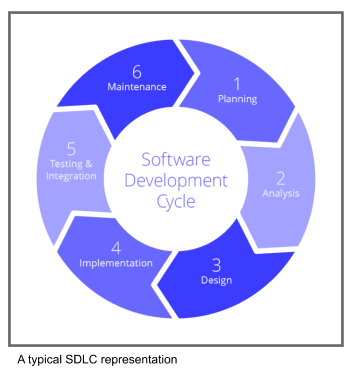 Software
Development
Cycle
1
Planning
2
Analysis
3
Design
4
Implementation
5
Testing &
Integration
6
Maintenance
A typical SDLC representation